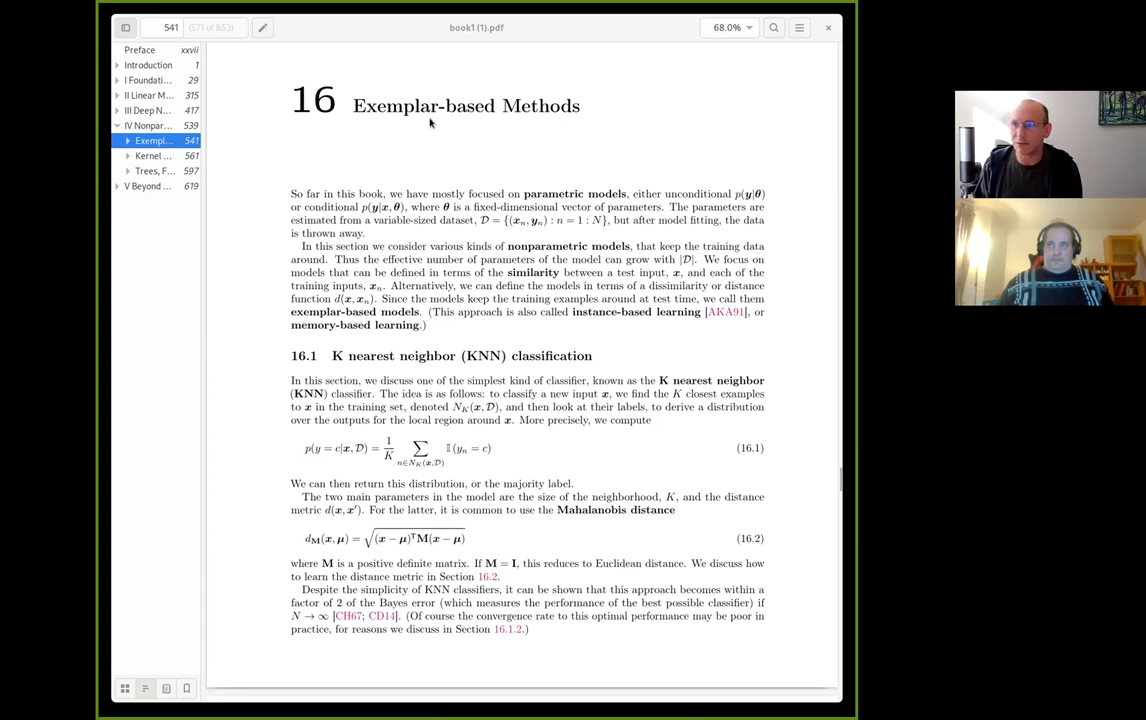 541 (571 of 853) book1 (1).pdf 68.0%
Preface xxvii
Introduction 1
I Foundati... 29
II Linear M... 315
III Deep N... 417
IV Nonpar... 539
Exempl... 541
Kernel ... 561
Trees, F... 597
V Beyond ... 619
16 Exemplar-based Methods
So far in this book, we have mostly focused on parametric models, either unconditional p(y|θ)
or conditional p(y|x, θ), where θ is a fixed-dimensional vector of parameters. The parameters are
estimated from a variable-sized dataset, D = {(xₙ, yₙ) : n = 1 : N}, but after model fitting, the data
is thrown away.
In this section we consider various kinds of nonparametric models, that keep the training data
around. Thus the effective number of parameters of the model can grow with |D|. We focus on
models that can be defined in terms of the similarity between a test input, x, and each of the
training inputs, xₙ. Alternatively, we can define the models in terms of a dissimilarity or distance
function d(x, xₙ). Since the models keep the training examples around at test time, we call them
exemplar-based models. (This approach is also called instance-based learning [AKA91], or
memory-based learning.)
16.1 K nearest neighbor (KNN) classification
In this section, we discuss one of the simplest kind of classifier, known as the K nearest neighbor
(KNN) classifier. The idea is as follows: to classify a new input x, we find the K closest examples
to x in the training set, denoted N_K(x, D), and then look at their labels, to derive a distribution
over the outputs for the local region around x. More precisely, we compute
p(y = c|x, D) = 1/K ∑_{n∈N_K(x,D)} 𝕀(yₙ = c) (16.1)
We can then return this distribution, or the majority label.
The two main parameters in the model are the size of the neighborhood, K, and the distance
metric d(x, x′). For the latter, it is common to use the Mahalanobis distance
d_M(x, μ) = √((x − μ)ᵀM(x − μ)) (16.2)
where M is a positive definite matrix. If M = I, this reduces to Euclidean distance. We discuss how
to learn the distance metric in Section 16.2.
Despite the simplicity of KNN classifiers, it can be shown that this approach becomes within a
factor of 2 of the Bayes error (which measures the performance of the best possible classifier) if
N → ∞ [CH67; CD14]. (Of course the convergence rate to this optimal performance may be poor in
practice, for reasons we discuss in Section 16.1.2.)